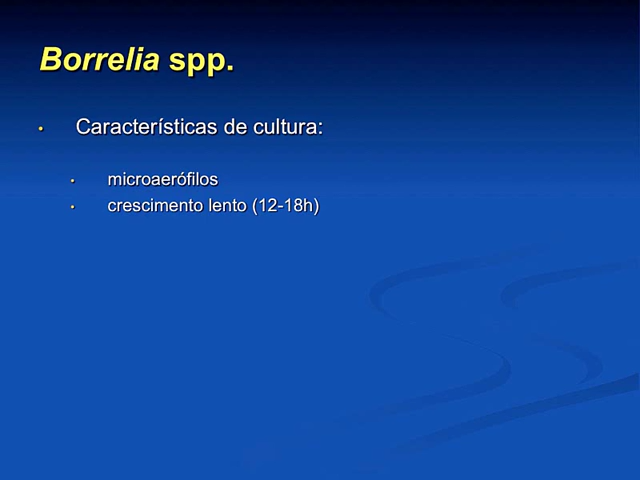 Borrelia spp.
• Características de cultura:
• microaerófilos
• crescimento lento (12-18h)